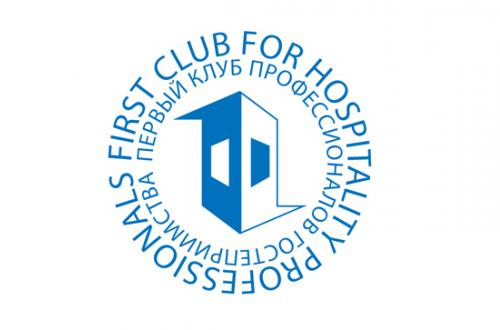 FIRST CLUB FOR HOSPITALITY PROFESSIONALS
ПЕРВЫЙ КЛУБ ПРОФЕССИОНАЛОВ ГОСТЕПРИИМСТВА